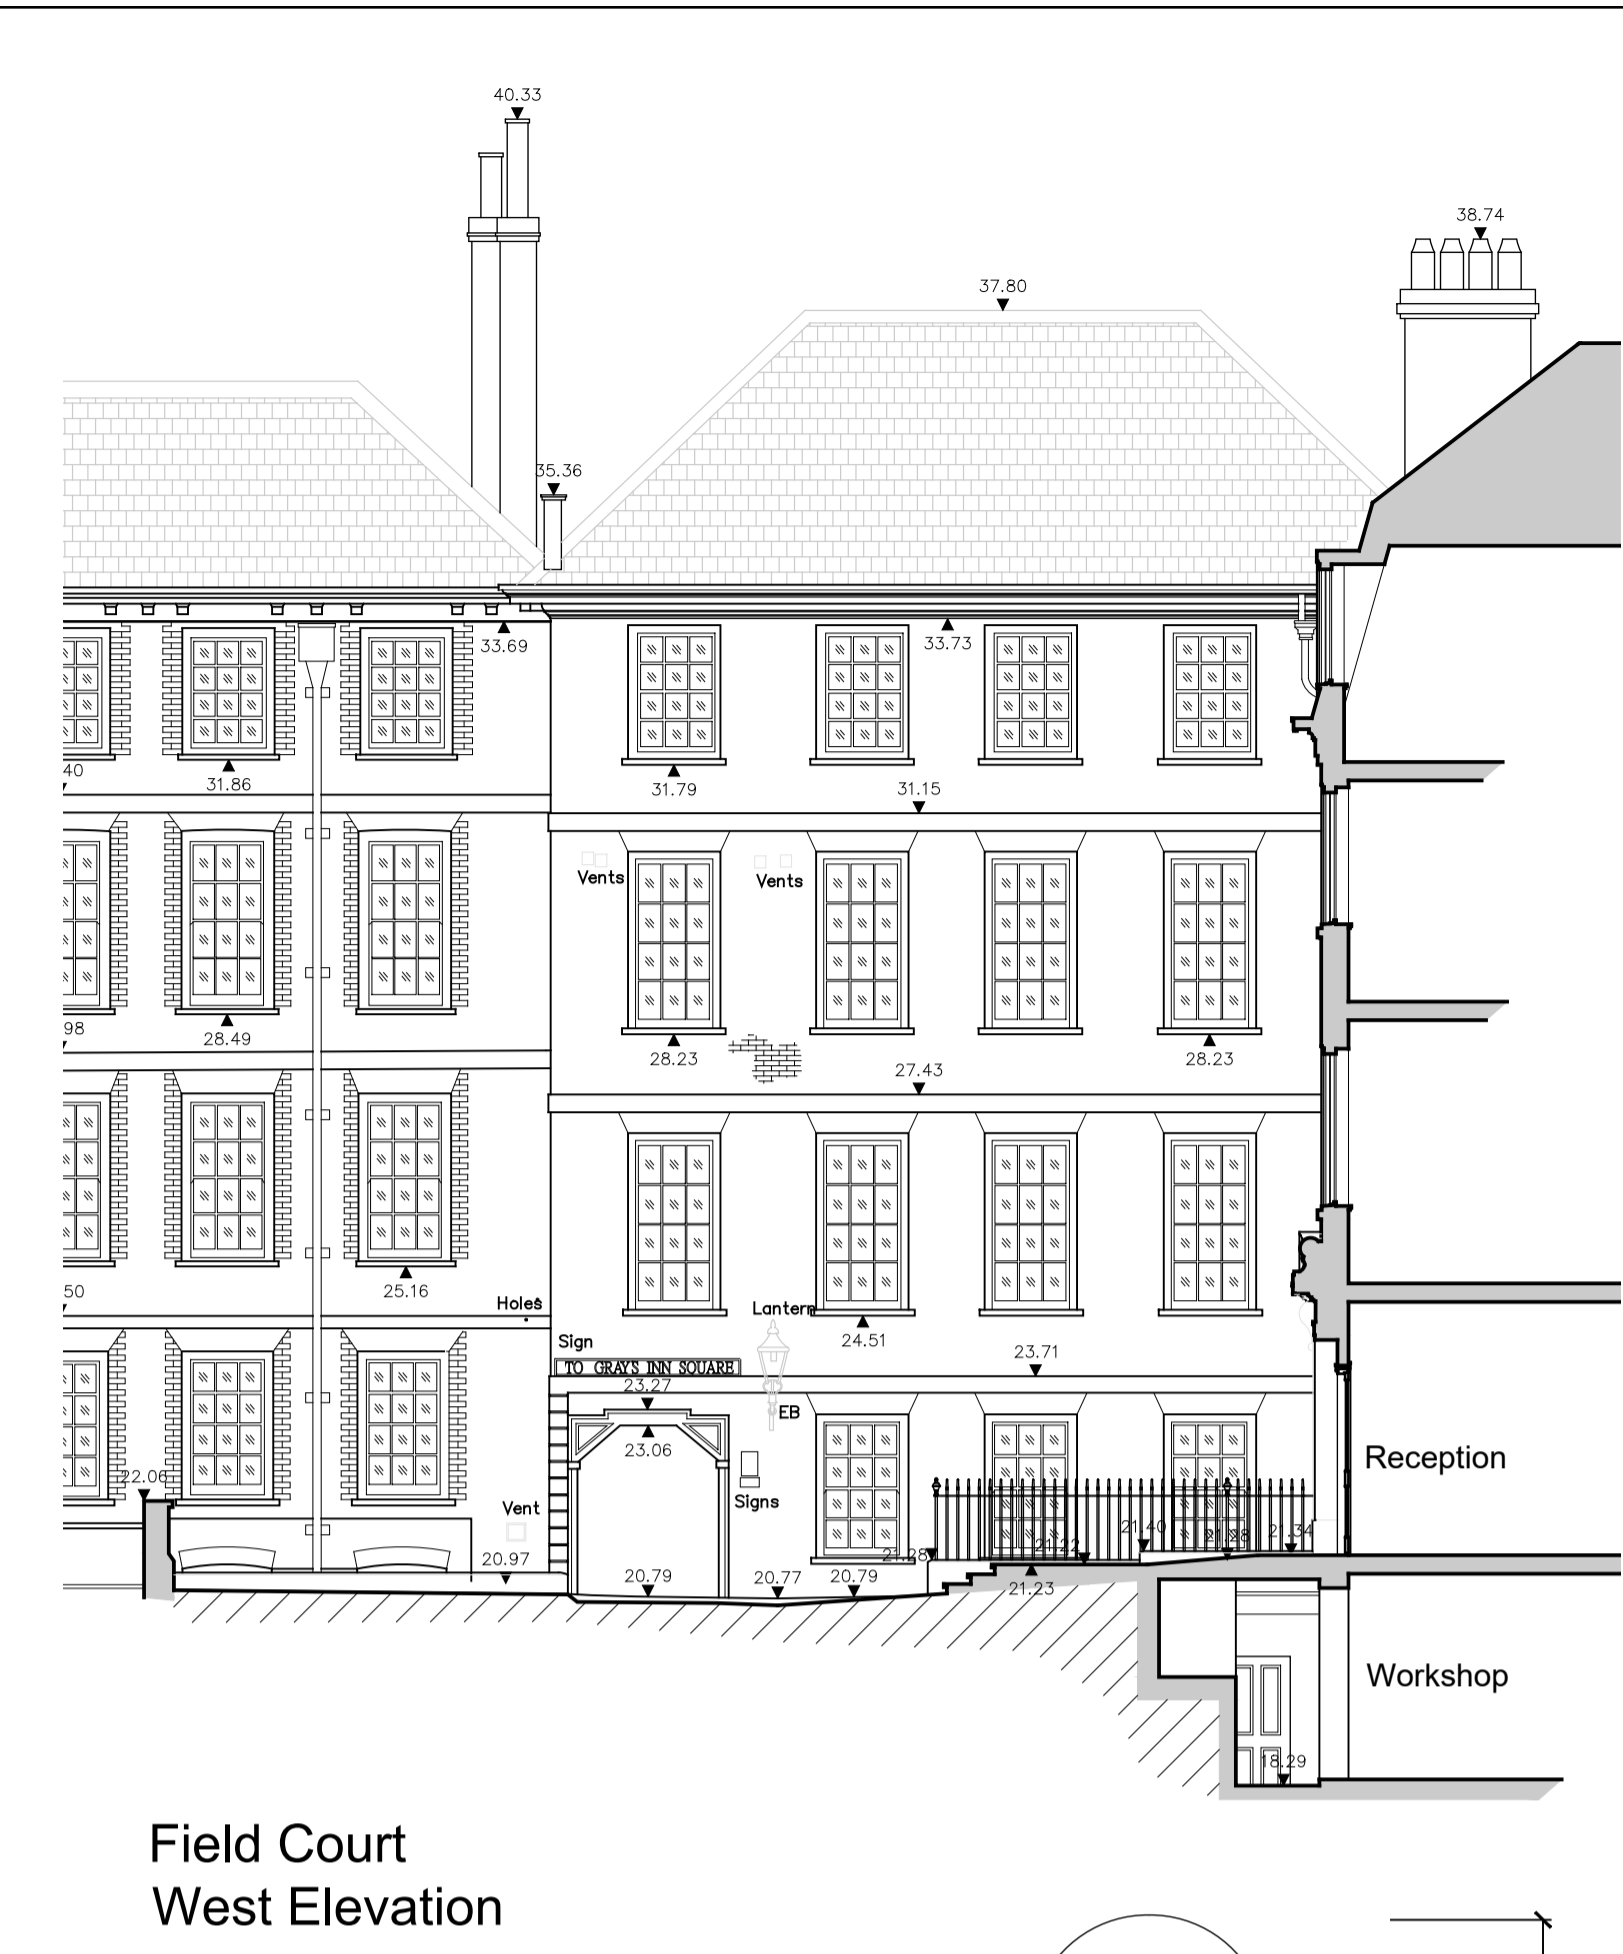 40.33
38.74
37.80
35.36
33.69
33.73
40
31.86
31.79
31.15
Vents
Vents
98
28.49
28.23
28.23
27.43
50
25.16
Holes
Lantern
24.51
Sign
23.71
TO GRAYS INN SQUARE
23.27
EB
23.06
Reception
22.06
Signs
Vent
21.40
21.28
21.34
21.28
21.22
20.97
20.79
20.77
20.79
21.23
Workshop
18.29
Field Court
West Elevation